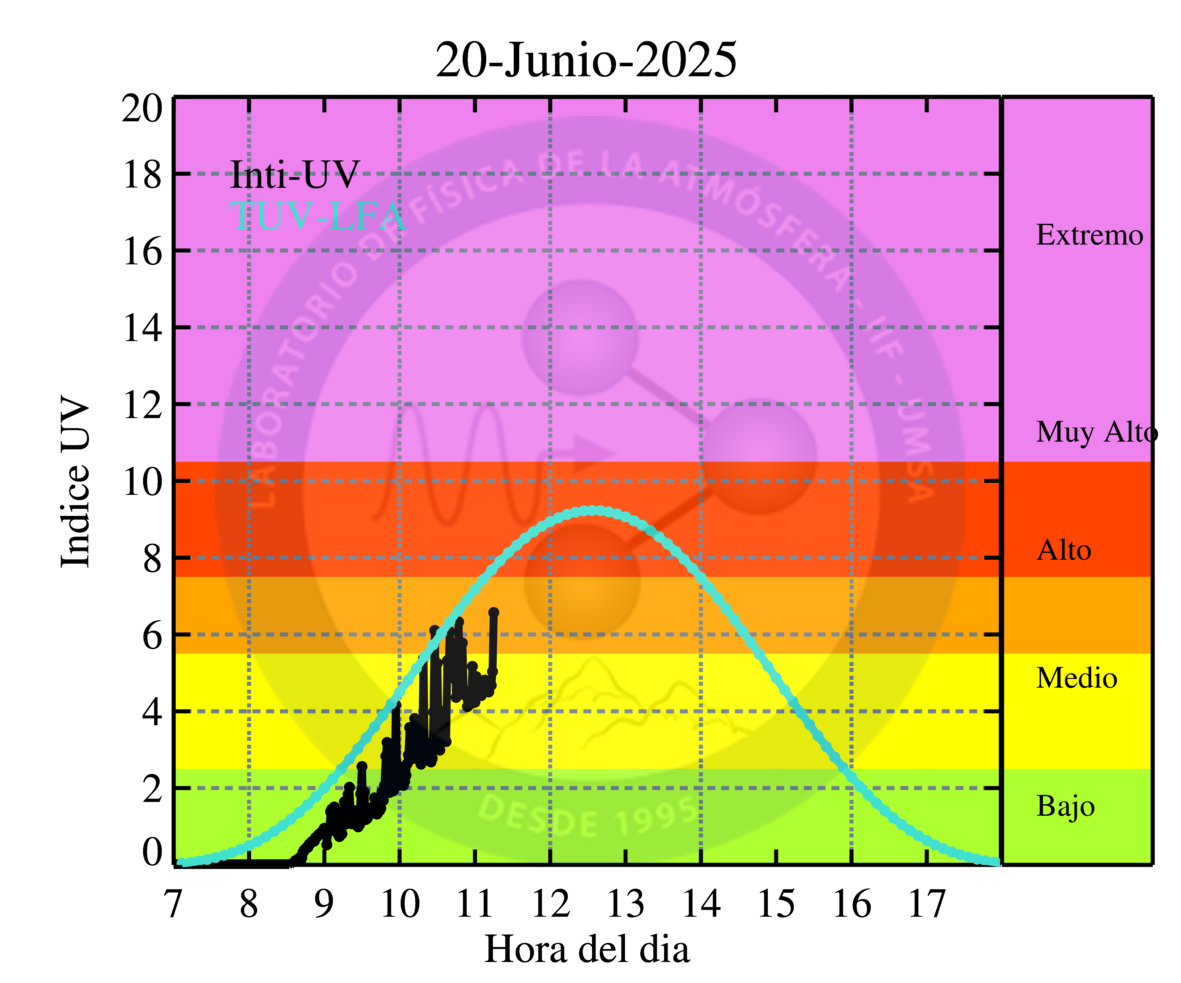 20-Junio-2025
20
18
16
14
12
10
8
6
4
2
0
Indice UV
Inti-UV
TUV-LFA
LABORATORIO DE FÍSICA DE LA ATMÓSFERA - IIF - UMSA
DESDE 1995
Extremo
Muy Alto
Alto
Medio
Bajo
7 8 9 10 11 12 13 14 15 16 17
Hora del dia